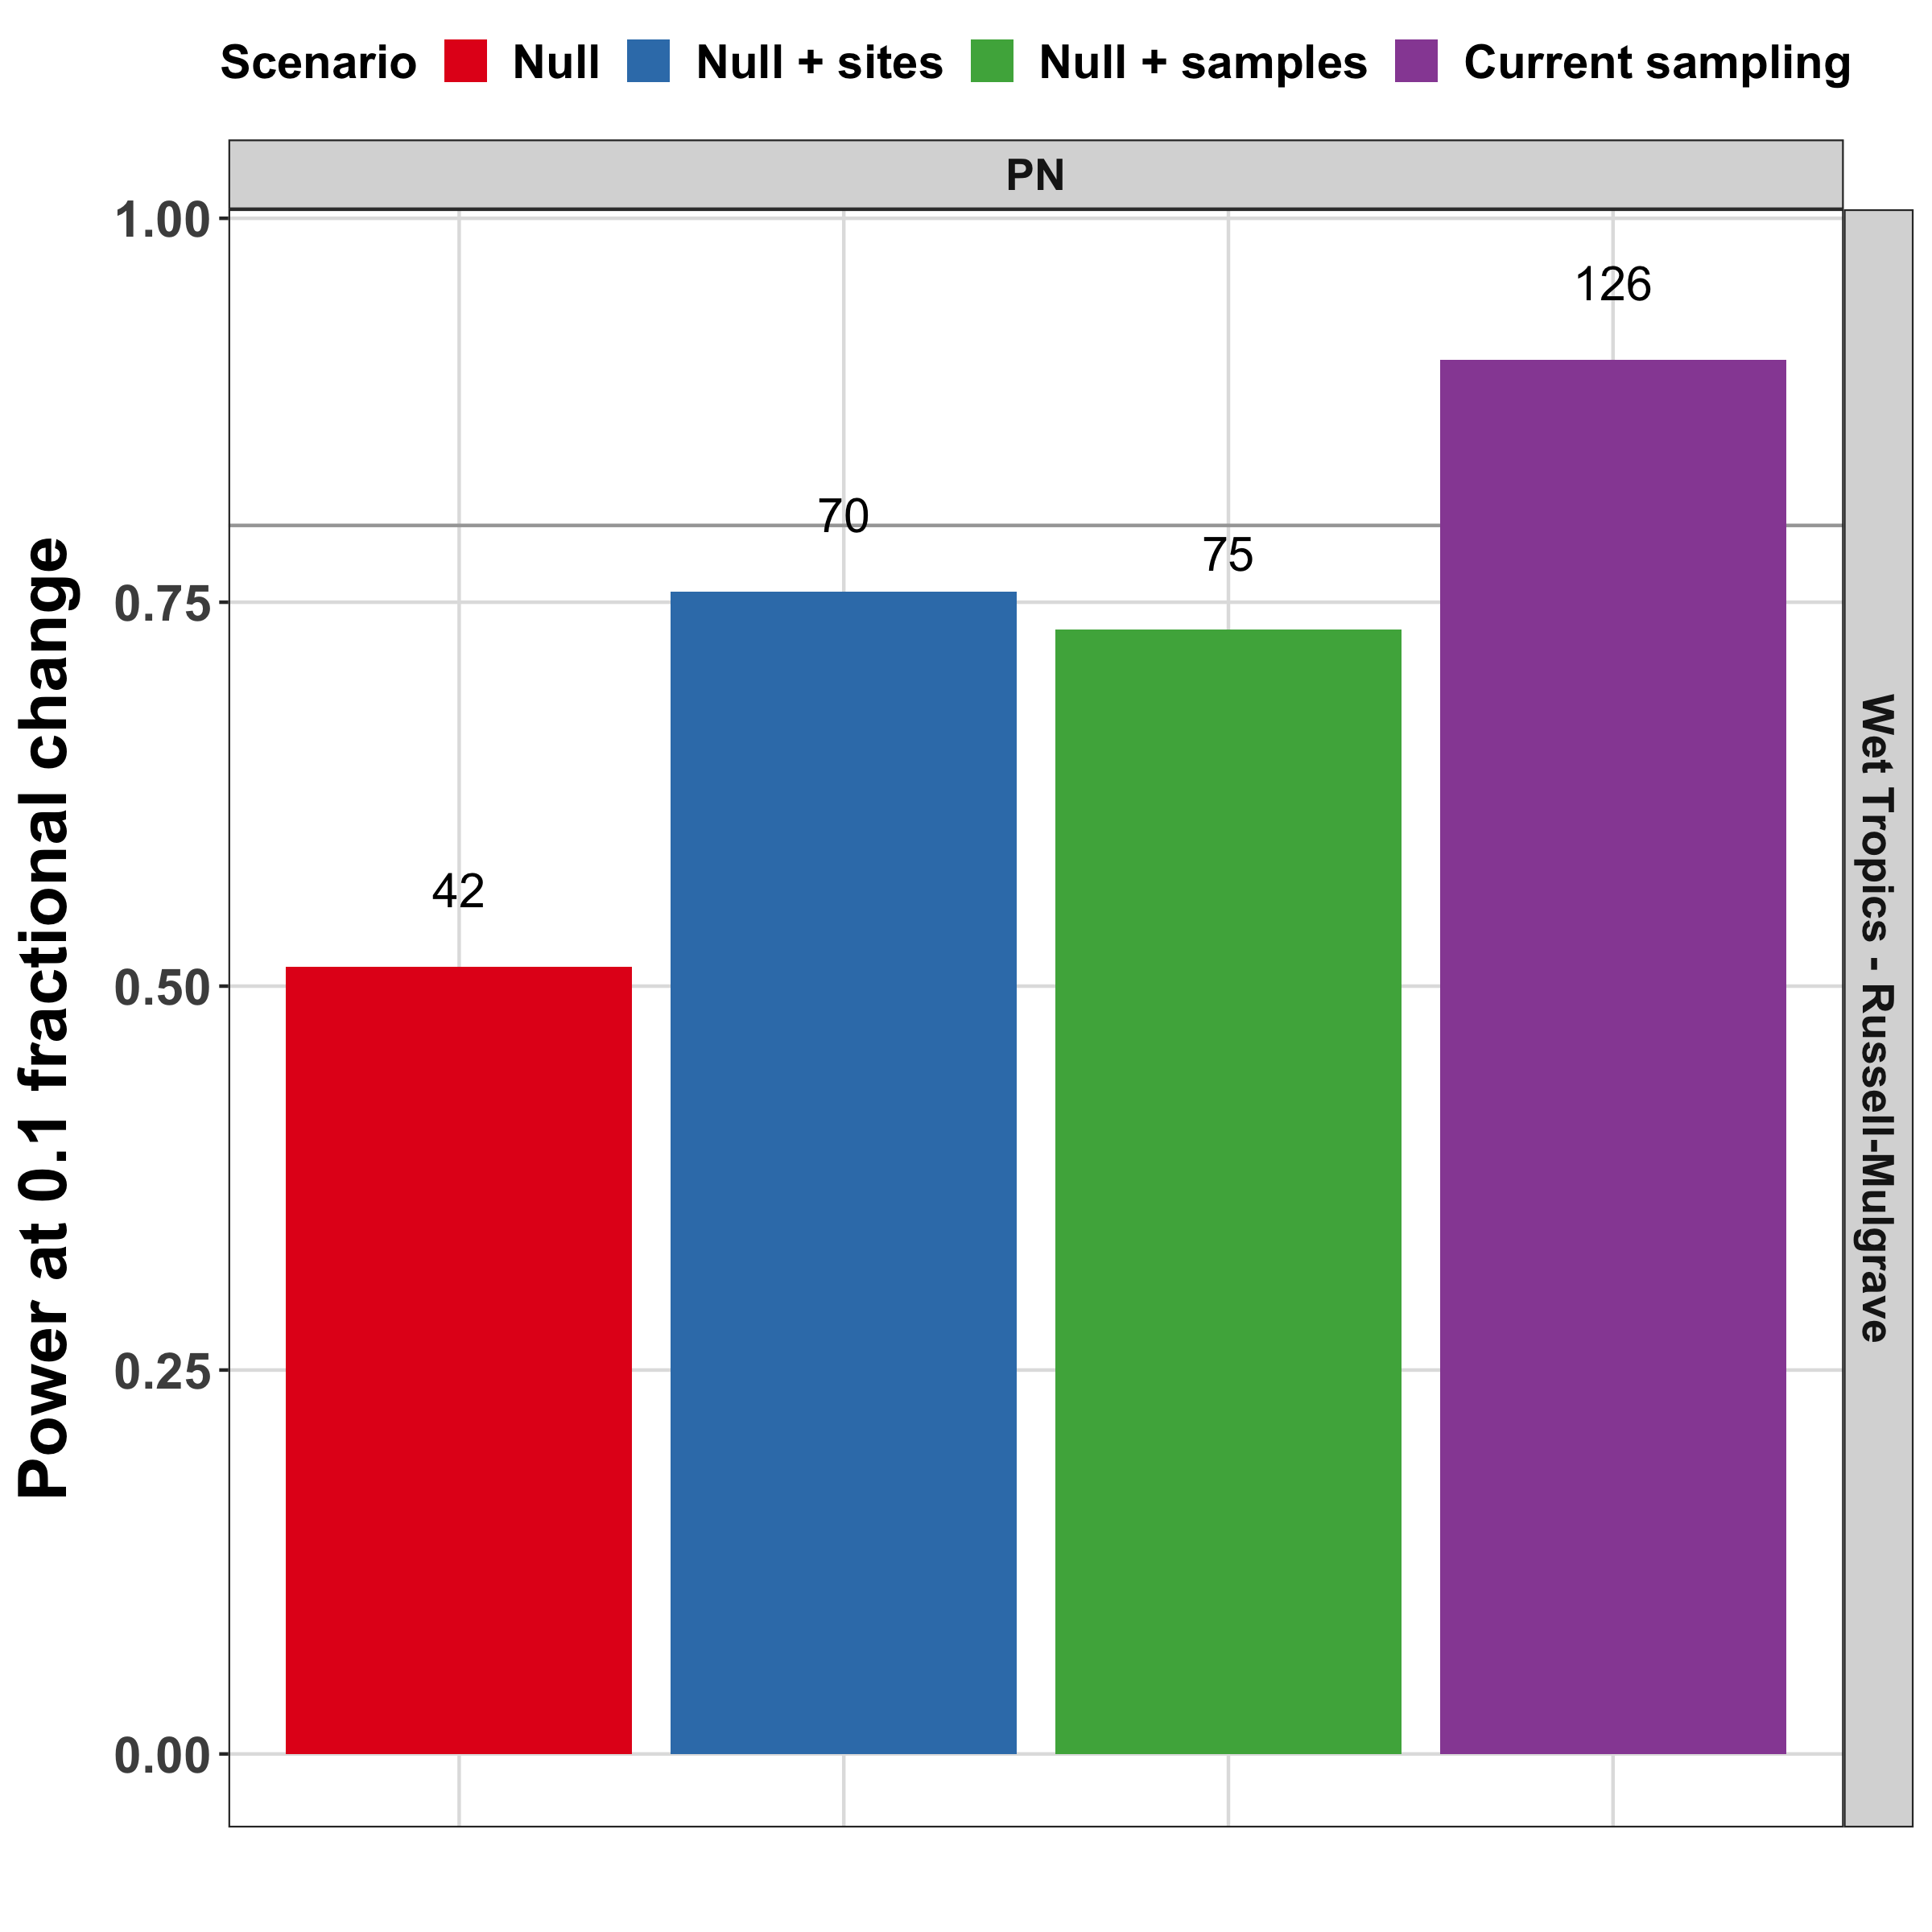 Scenario Null Null + sites Null + samples Current sampling
PN
Power at 0.1 fractional change
1.00
0.75
0.50
0.25
0.00
42
70
75
126
Wet Tropics - Russell-Mulgrave